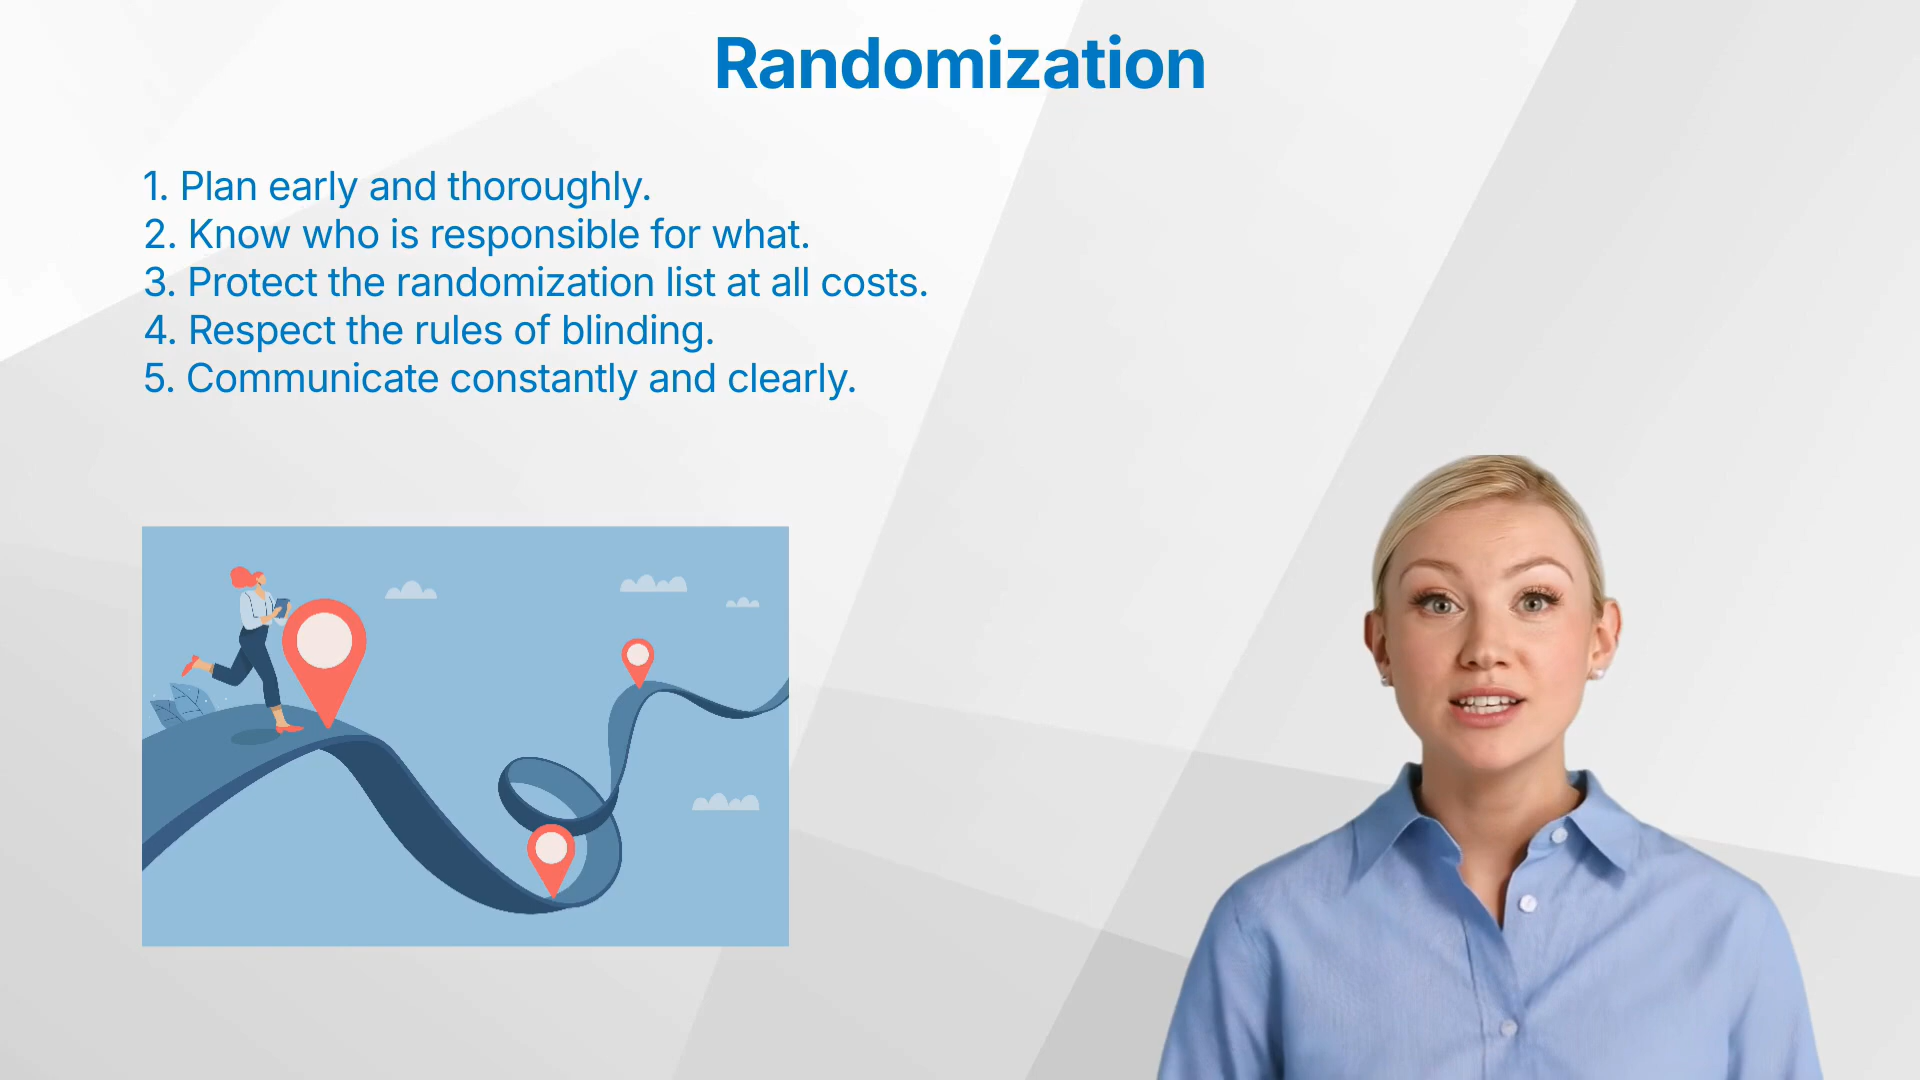 Randomization
1. Plan early and thoroughly.
2. Know who is responsible for what.
3. Protect the randomization list at all costs.
4. Respect the rules of blinding.
5. Communicate constantly and clearly.